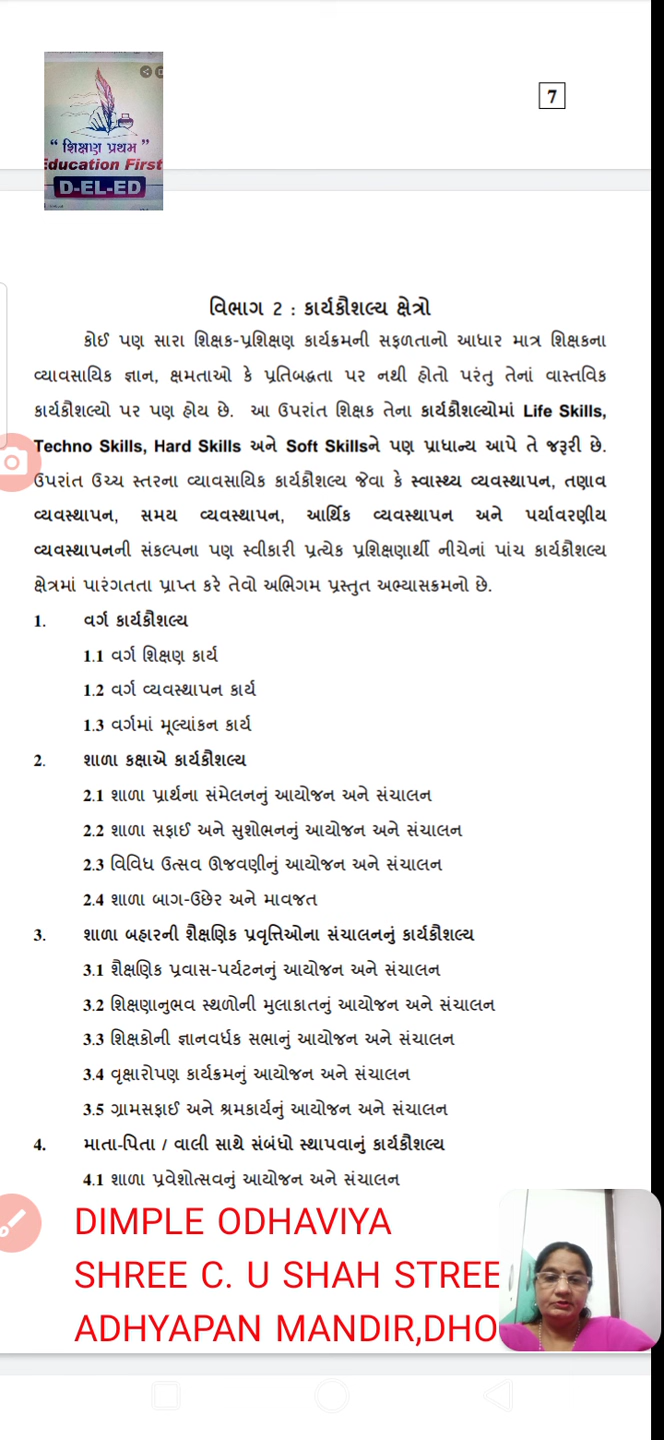 7
“શિક્ષણ પ્રથમ”
Education First
D-EL-ED
વિભાગ 2 : કાર્યકૌશલ્ય ક્ષેત્રો
કોઈ પણ સારા શિક્ષક-પ્રશિક્ષણ કાર્યક્રમની સફળતાનો આધાર માત્ર શિક્ષકના
વ્યાવસાયિક જ્ઞાન, ક્ષમતાઓ કે પ્રતિબદ્ધતા પર નથી હોતો પરંતુ તેનાં વાસ્તવિક
કાર્યકૌશલ્યો પર પણ હોય છે. આ ઉપરાંત શિક્ષક તેના કાર્યકૌશલ્યોમાં Life Skills,
Techno Skills, Hard Skills અને Soft Skillsને પણ પ્રાધાન્ય આપે તે જરૂરી છે.
ઉપરાંત ઉચ્ચ સ્તરના વ્યાવસાયિક કાર્યકૌશલ્ય જેવા કે સ્વાસ્થ્ય વ્યવસ્થાપન, તણાવ
વ્યવસ્થાપન, સમય વ્યવસ્થાપન, આર્થિક વ્યવસ્થાપન અને પર્યાવરણીય
વ્યવસ્થાપનની સંકલ્પના પણ સ્વીકારી પ્રત્યેક પ્રશિક્ષણાર્થી નીચેનાં પાંચ કાર્યકૌશલ્ય
ક્ષેત્રમાં પારંગતતા પ્રાપ્ત કરે તેવો અભિગમ પ્રસ્તુત અભ્યાસક્રમનો છે.
1. વર્ગ કાર્યકૌશલ્ય
1.1 વર્ગ શિક્ષણ કાર્ય
1.2 વર્ગ વ્યવસ્થાપન કાર્ય
1.3 વર્ગમાં મૂલ્યાંકન કાર્ય
2. શાળા કક્ષાએ કાર્યકૌશલ્ય
2.1 શાળા પ્રાર્થના સંમેલનનું આયોજન અને સંચાલન
2.2 શાળા સફાઈ અને સુશોભનનું આયોજન અને સંચાલન
2.3 વિવિધ ઉત્સવ ઊજવણીનું આયોજન અને સંચાલન
2.4 શાળા બાગ-ઉછેર અને માવજત
3. શાળા બહારની શૈક્ષણિક પ્રવૃત્તિઓના સંચાલનનું કાર્યકૌશલ્ય
3.1 શૈક્ષણિક પ્રવાસ-પર્યટનનું આયોજન અને સંચાલન
3.2 શિક્ષણાનુભવ સ્થળોની મુલાકાતનું આયોજન અને સંચાલન
3.3 શિક્ષકોની જ્ઞાનવર્ધક સભાનું આયોજન અને સંચાલન
3.4 વૃક્ષારોપણ કાર્યક્રમનું આયોજન અને સંચાલન
3.5 ગ્રામસફાઈ અને શ્રમકાર્યનું આયોજન અને સંચાલન
4. માતા-પિતા / વાલી સાથે સંબંધો સ્થાપવાનું કાર્યકૌશલ્ય
4.1 શાળા પ્રવેશોત્સવનું આયોજન અને સંચાલન
DIMPLE ODHAVIYA
SHREE C. U SHAH STREE
ADHYAPAN MANDIR,DHO